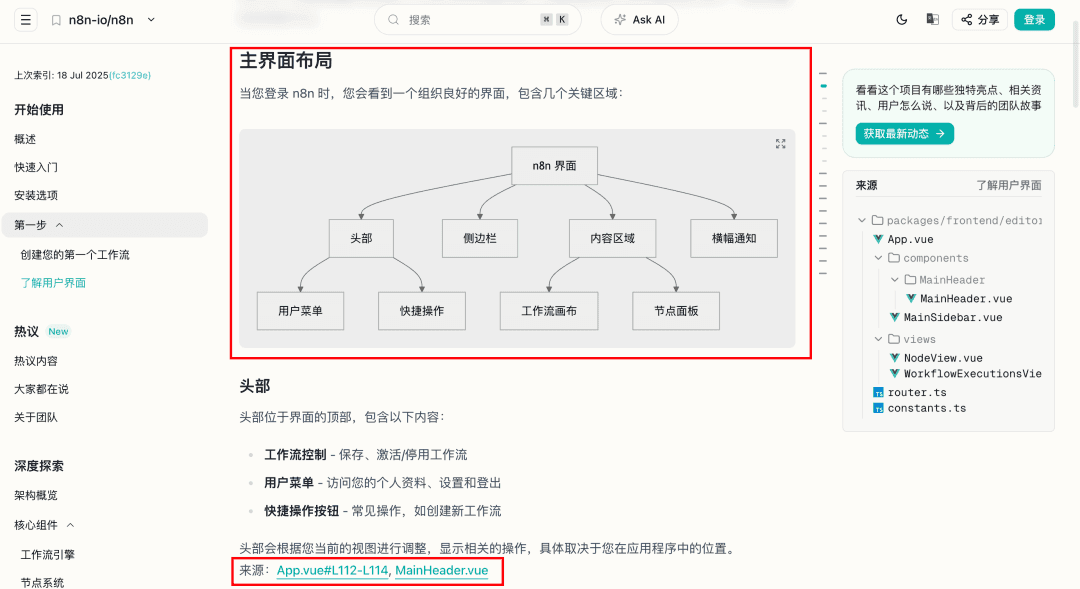 n8n-io/n8n
搜索
⌘ K
Ask AI
分享
登录
上次索引: 18 Jul 2025(fc3129e)
开始使用
概述
快速入门
安装选项
第一步
创建您的第一个工作流
了解用户界面
热议 New
热议内容
大家都在说
关于团队
深度探索
架构概览
核心组件
工作流引擎
节点系统
主界面布局
当您登录 n8n 时，您会看到一个组织良好的界面，包含几个关键区域：
n8n 界面
头部
侧边栏
内容区域
横幅通知
用户菜单
快捷操作
工作流画布
节点面板
头部
头部位于界面的顶部，包含以下内容：
工作流控制 - 保存、激活/停用工作流
用户菜单 - 访问您的个人资料、设置和登出
快捷操作按钮 - 常见操作，如创建新工作流
头部会根据您当前的视图进行调整，显示相关的操作，具体取决于您在应用程序中的位置。
来源：App.vue#L112-L114, MainHeader.vue
看看这个项目有哪些独特亮点、相关资
讯、用户怎么说、以及背后的团队故事
获取最新动态 →
来源
了解用户界面
packages/frontend/editor
App.vue
components
MainHeader
MainHeader.vue
MainSidebar.vue
views
NodeView.vue
WorkflowExecutionsVie
router.ts
constants.ts